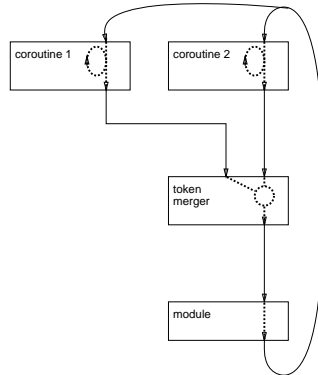 coroutine 1
coroutine 2
token
merger
module